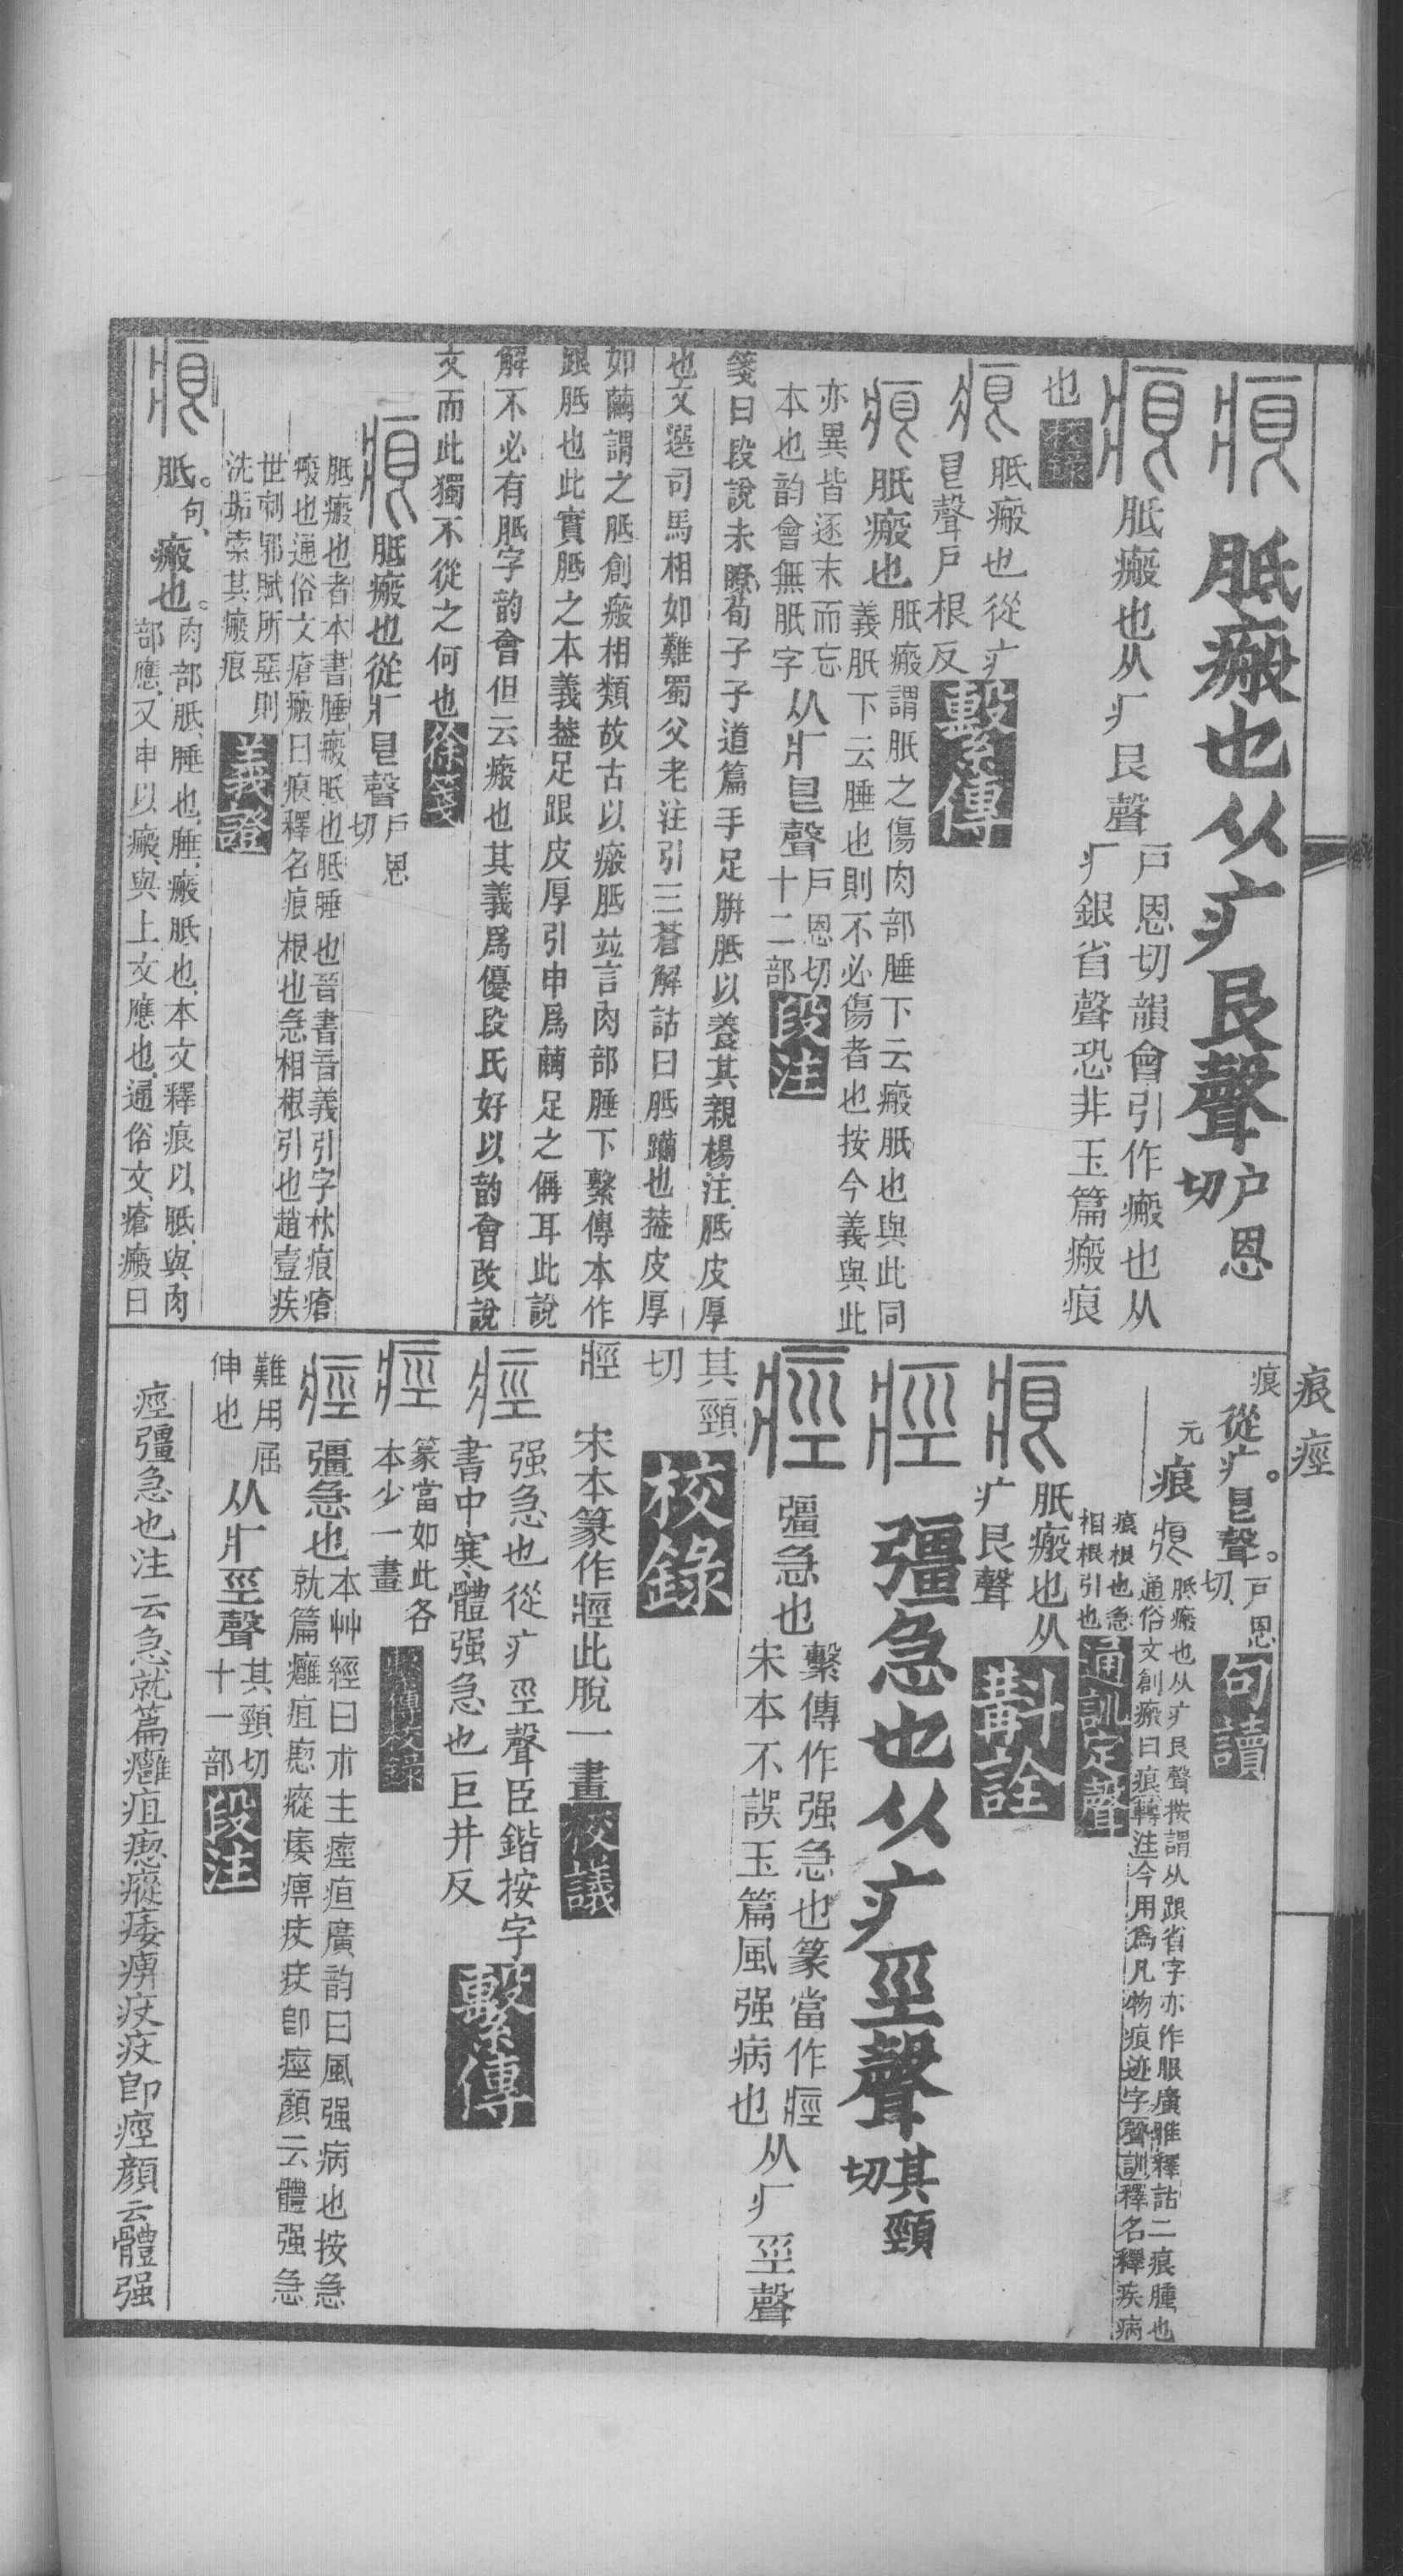 痕 痙
胝瘢也从疒艮聲戶恩切
胝瘢也从疒艮聲戶恩切韻會引作瘢也从
疒銀省聲恐非玉篇瘢痕
也校錄
胝瘢也從疒
皀聲戶根反繫傳
胝瘢也胝瘢謂胝之傷肉部腄下云瘢胝也與此同
義胝下云腄也則不必傷者也按今義與此
亦異皆逐末而忘
本也韵會無胝字从疒皀聲戶恩切十二部段注
箋曰段說未瞭荀子子道篇手足胼胝以養其親楊注胝皮厚
也文選司馬相如難蜀父老注引三蒼解詁曰胝躡也葢皮厚
如繭謂之胝創瘢相類故古以瘢胝竝言肉部腄下繫傳本作
跟胝也此實胝之本義葢足跟皮厚引申爲繭足之偁耳此說
解不必有胝字韵會但云瘢也其義爲優段氏好以韵會改說
文而此獨不從之何也徐箋
胝瘢也從疒皀聲戶恩切
胝瘢也者本書腄瘢胝也胝腄也晉書音義引字林痕瘡
瘢也通俗文瘡瘢曰痕釋名痕根也急相根引也趙壹疾
世刺邪賦所惡則
洗垢索其瘢痕義證
胝。句、瘢也。肉部胝、腄也、腄、瘢胝也、本文釋痕以胝、與肉
部應、又申以瘢、與上文應也、通俗文、瘡瘢曰
痕從疒。皀聲。戶恩切、句讀
元 痕 胝瘢也从疒艮聲按謂从跟省字亦作𦜜廣雅釋詁二痕腫也
通俗文創瘢曰痕轉注今用爲凡物痕迹字聲訓釋名釋疾病
痕根也急
相根引也通訓定聲
胝瘢也从
疒艮聲斠詮
彊急也从疒巠聲其頸切
彊急也繫傳作强急也篆當作痙
宋本不誤玉篇風强病也从疒巠聲
其頸
切校錄
痙宋本篆作痙此脫一畫校議
强急也從疒巠聲臣鍇按字
書中寒體强急也巨井反繫傳
篆當如此各
本少一畫繫傳校錄
彊急也本艸經曰朮主痙疸廣韵曰風强病也按急
就篇癰疽瘛瘲痿痹疢疢卽痙顏云體强急
難用屈
伸也从疒巠聲其頸切十一部段注
痙彊急也注云急就篇癰疽瘛瘲痿痹疢疢卽痙顏云體强